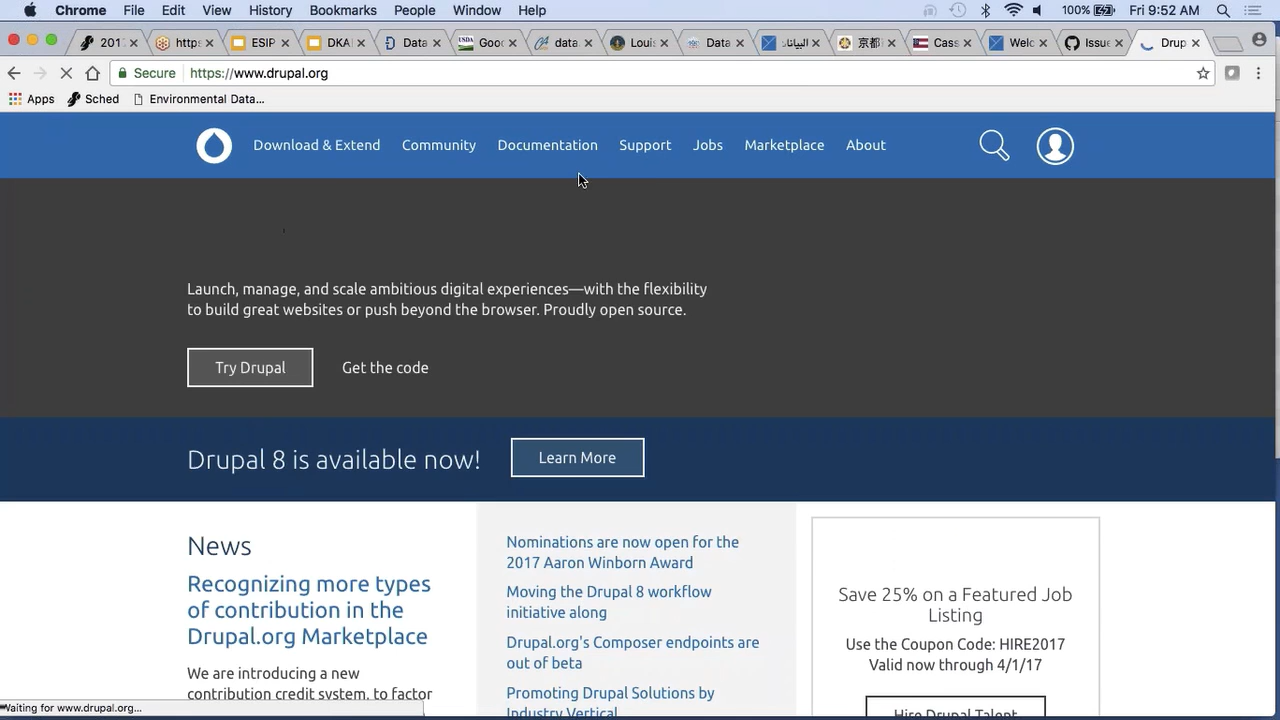 Chrome File Edit View History Bookmarks People Window Help 100% Fri 9:52 AM
201 https ESIP DKA Data Goo data Loui Data البيانات 京都 Cass Welc Issue Drup
Secure https://www.drupal.org
Apps Sched Environmental Data...
Download & Extend Community Documentation Support Jobs Marketplace About
Launch, manage, and scale ambitious digital experiences—with the flexibility
to build great websites or push beyond the browser. Proudly open source.
Try Drupal Get the code
Drupal 8 is available now! Learn More
News
Recognizing more types
of contribution in the
Drupal.org Marketplace
We are introducing a new
contribution credit system, to factor
Nominations are now open for the
2017 Aaron Winborn Award
Moving the Drupal 8 workflow
initiative along
Drupal.org's Composer endpoints are
out of beta
Promoting Drupal Solutions by
Industry Vertical
Save 25% on a Featured Job
Listing
Use the Coupon Code: HIRE2017
Valid now through 4/1/17
Hire Drupal Talent
Waiting for www.drupal.org...